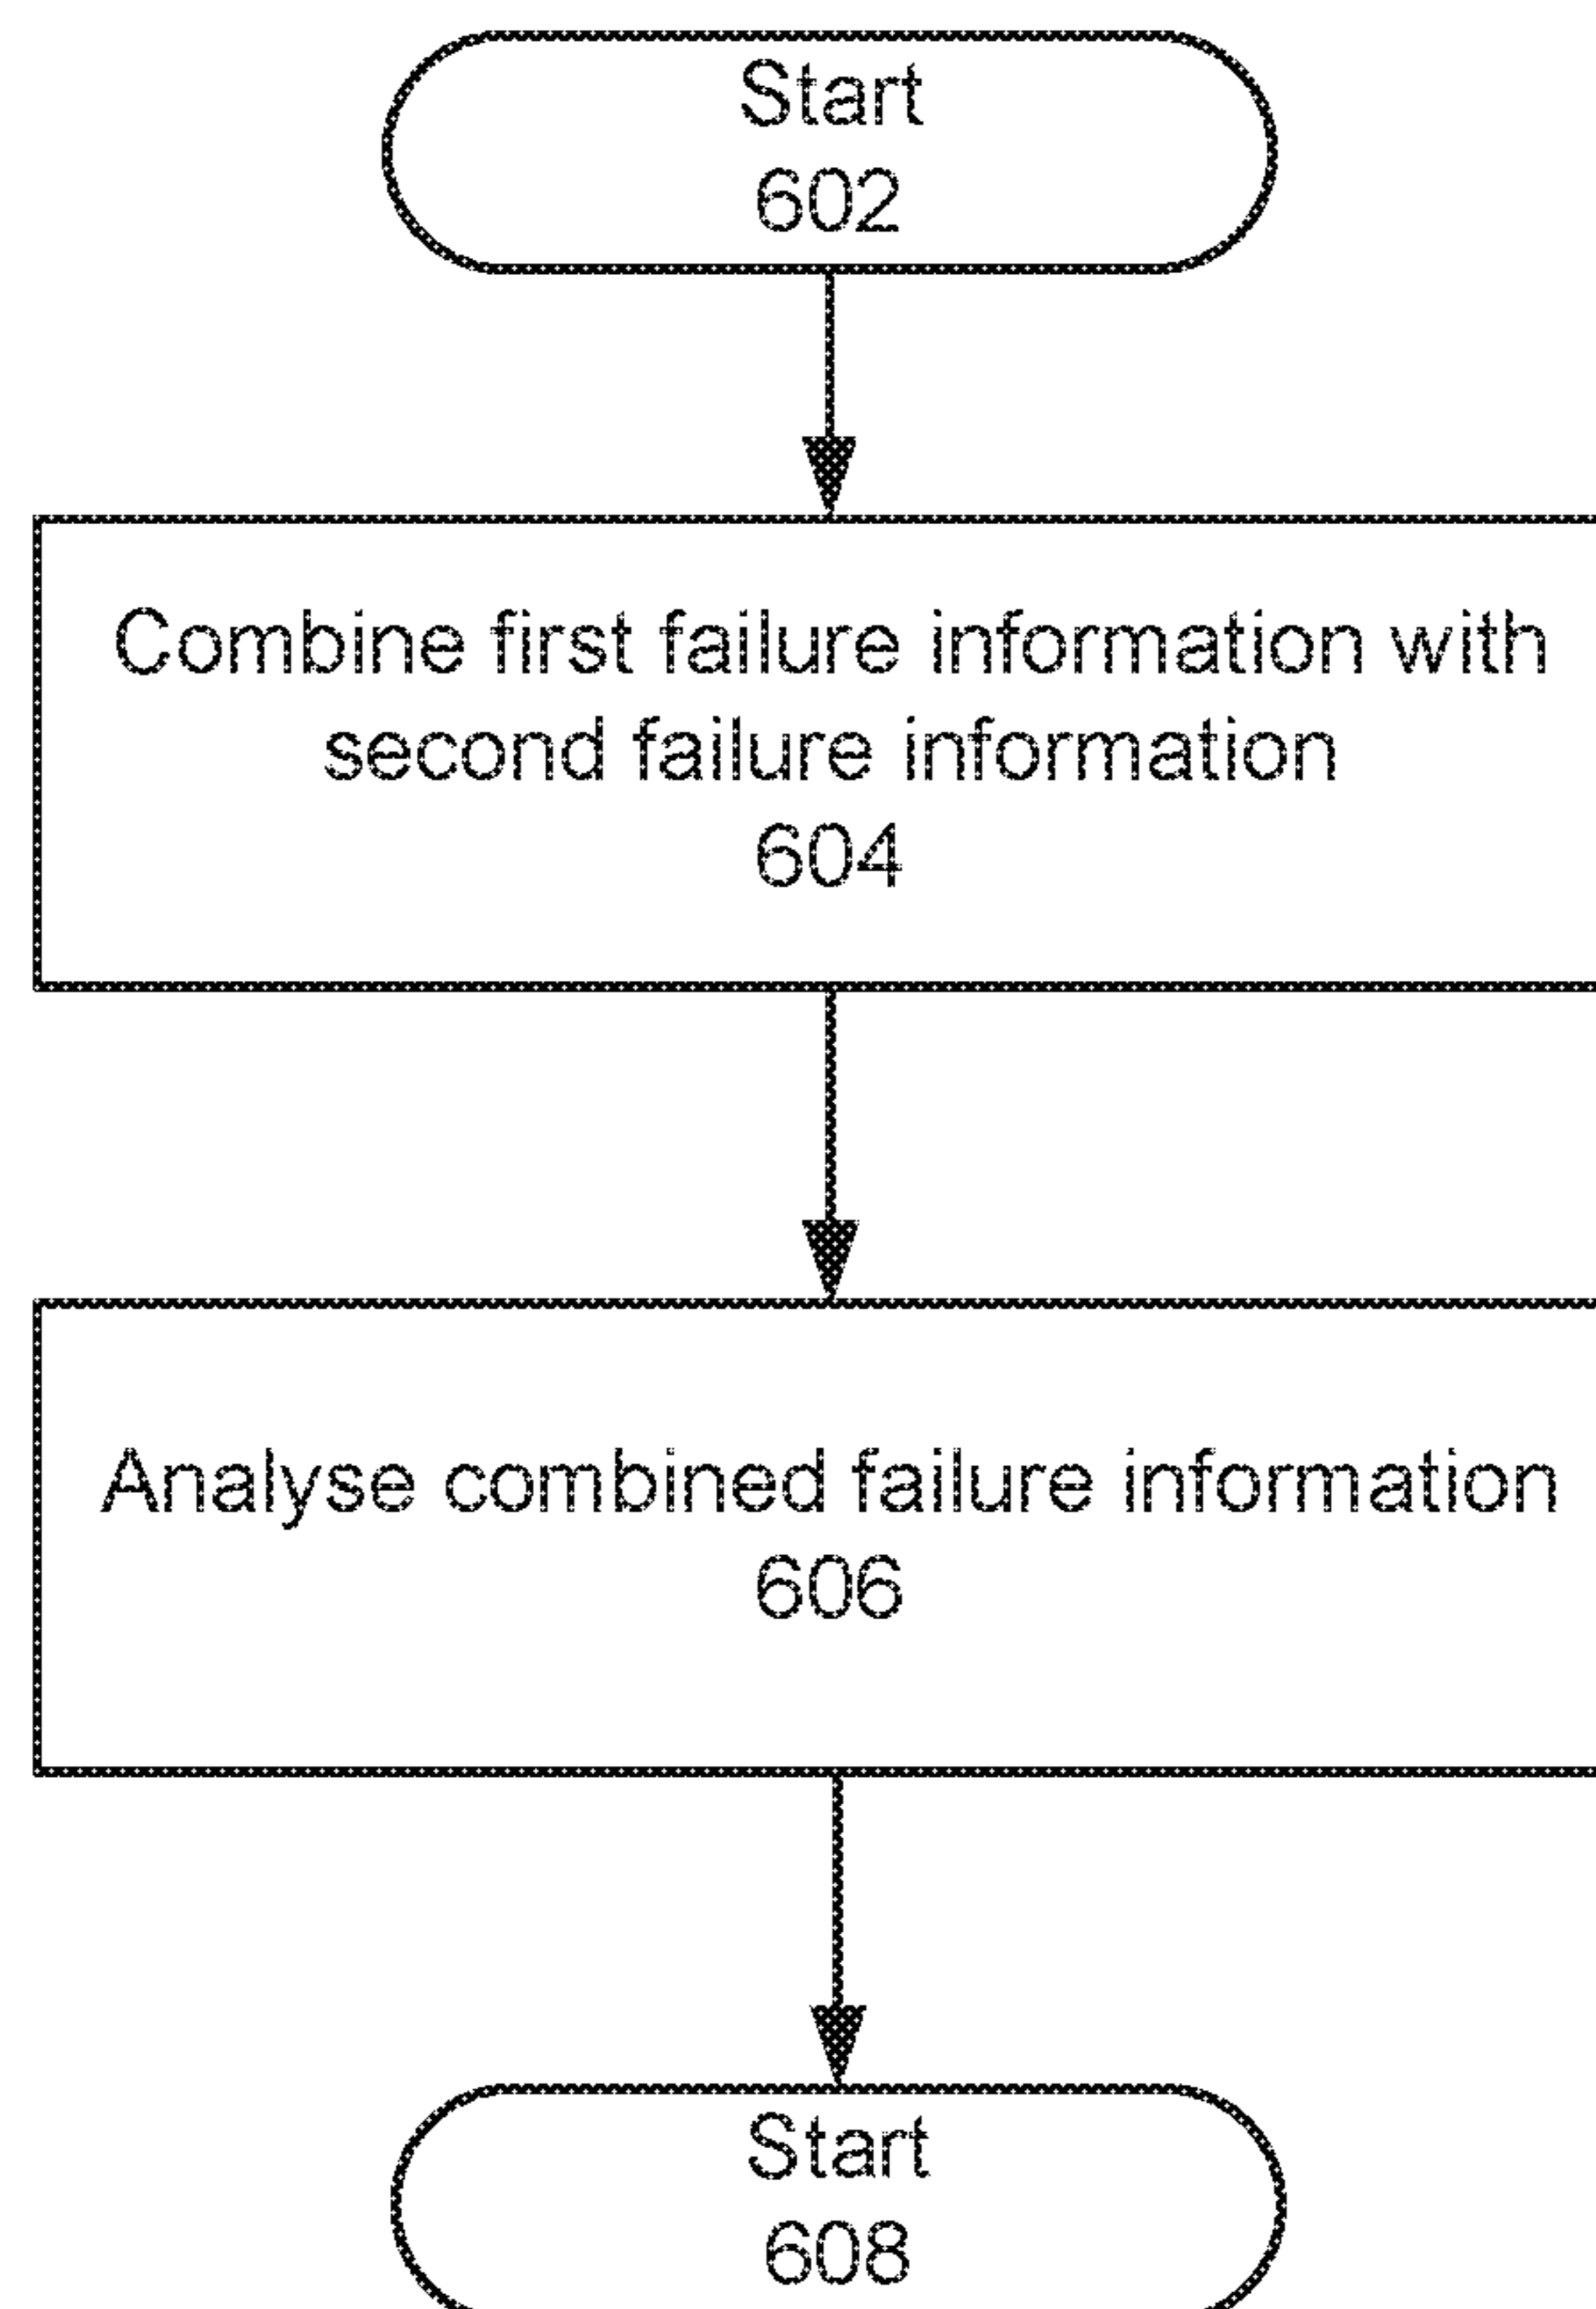 Start
602
Combine first failure information with
second failure information
604
Analyse combined failure information
606
Start
608